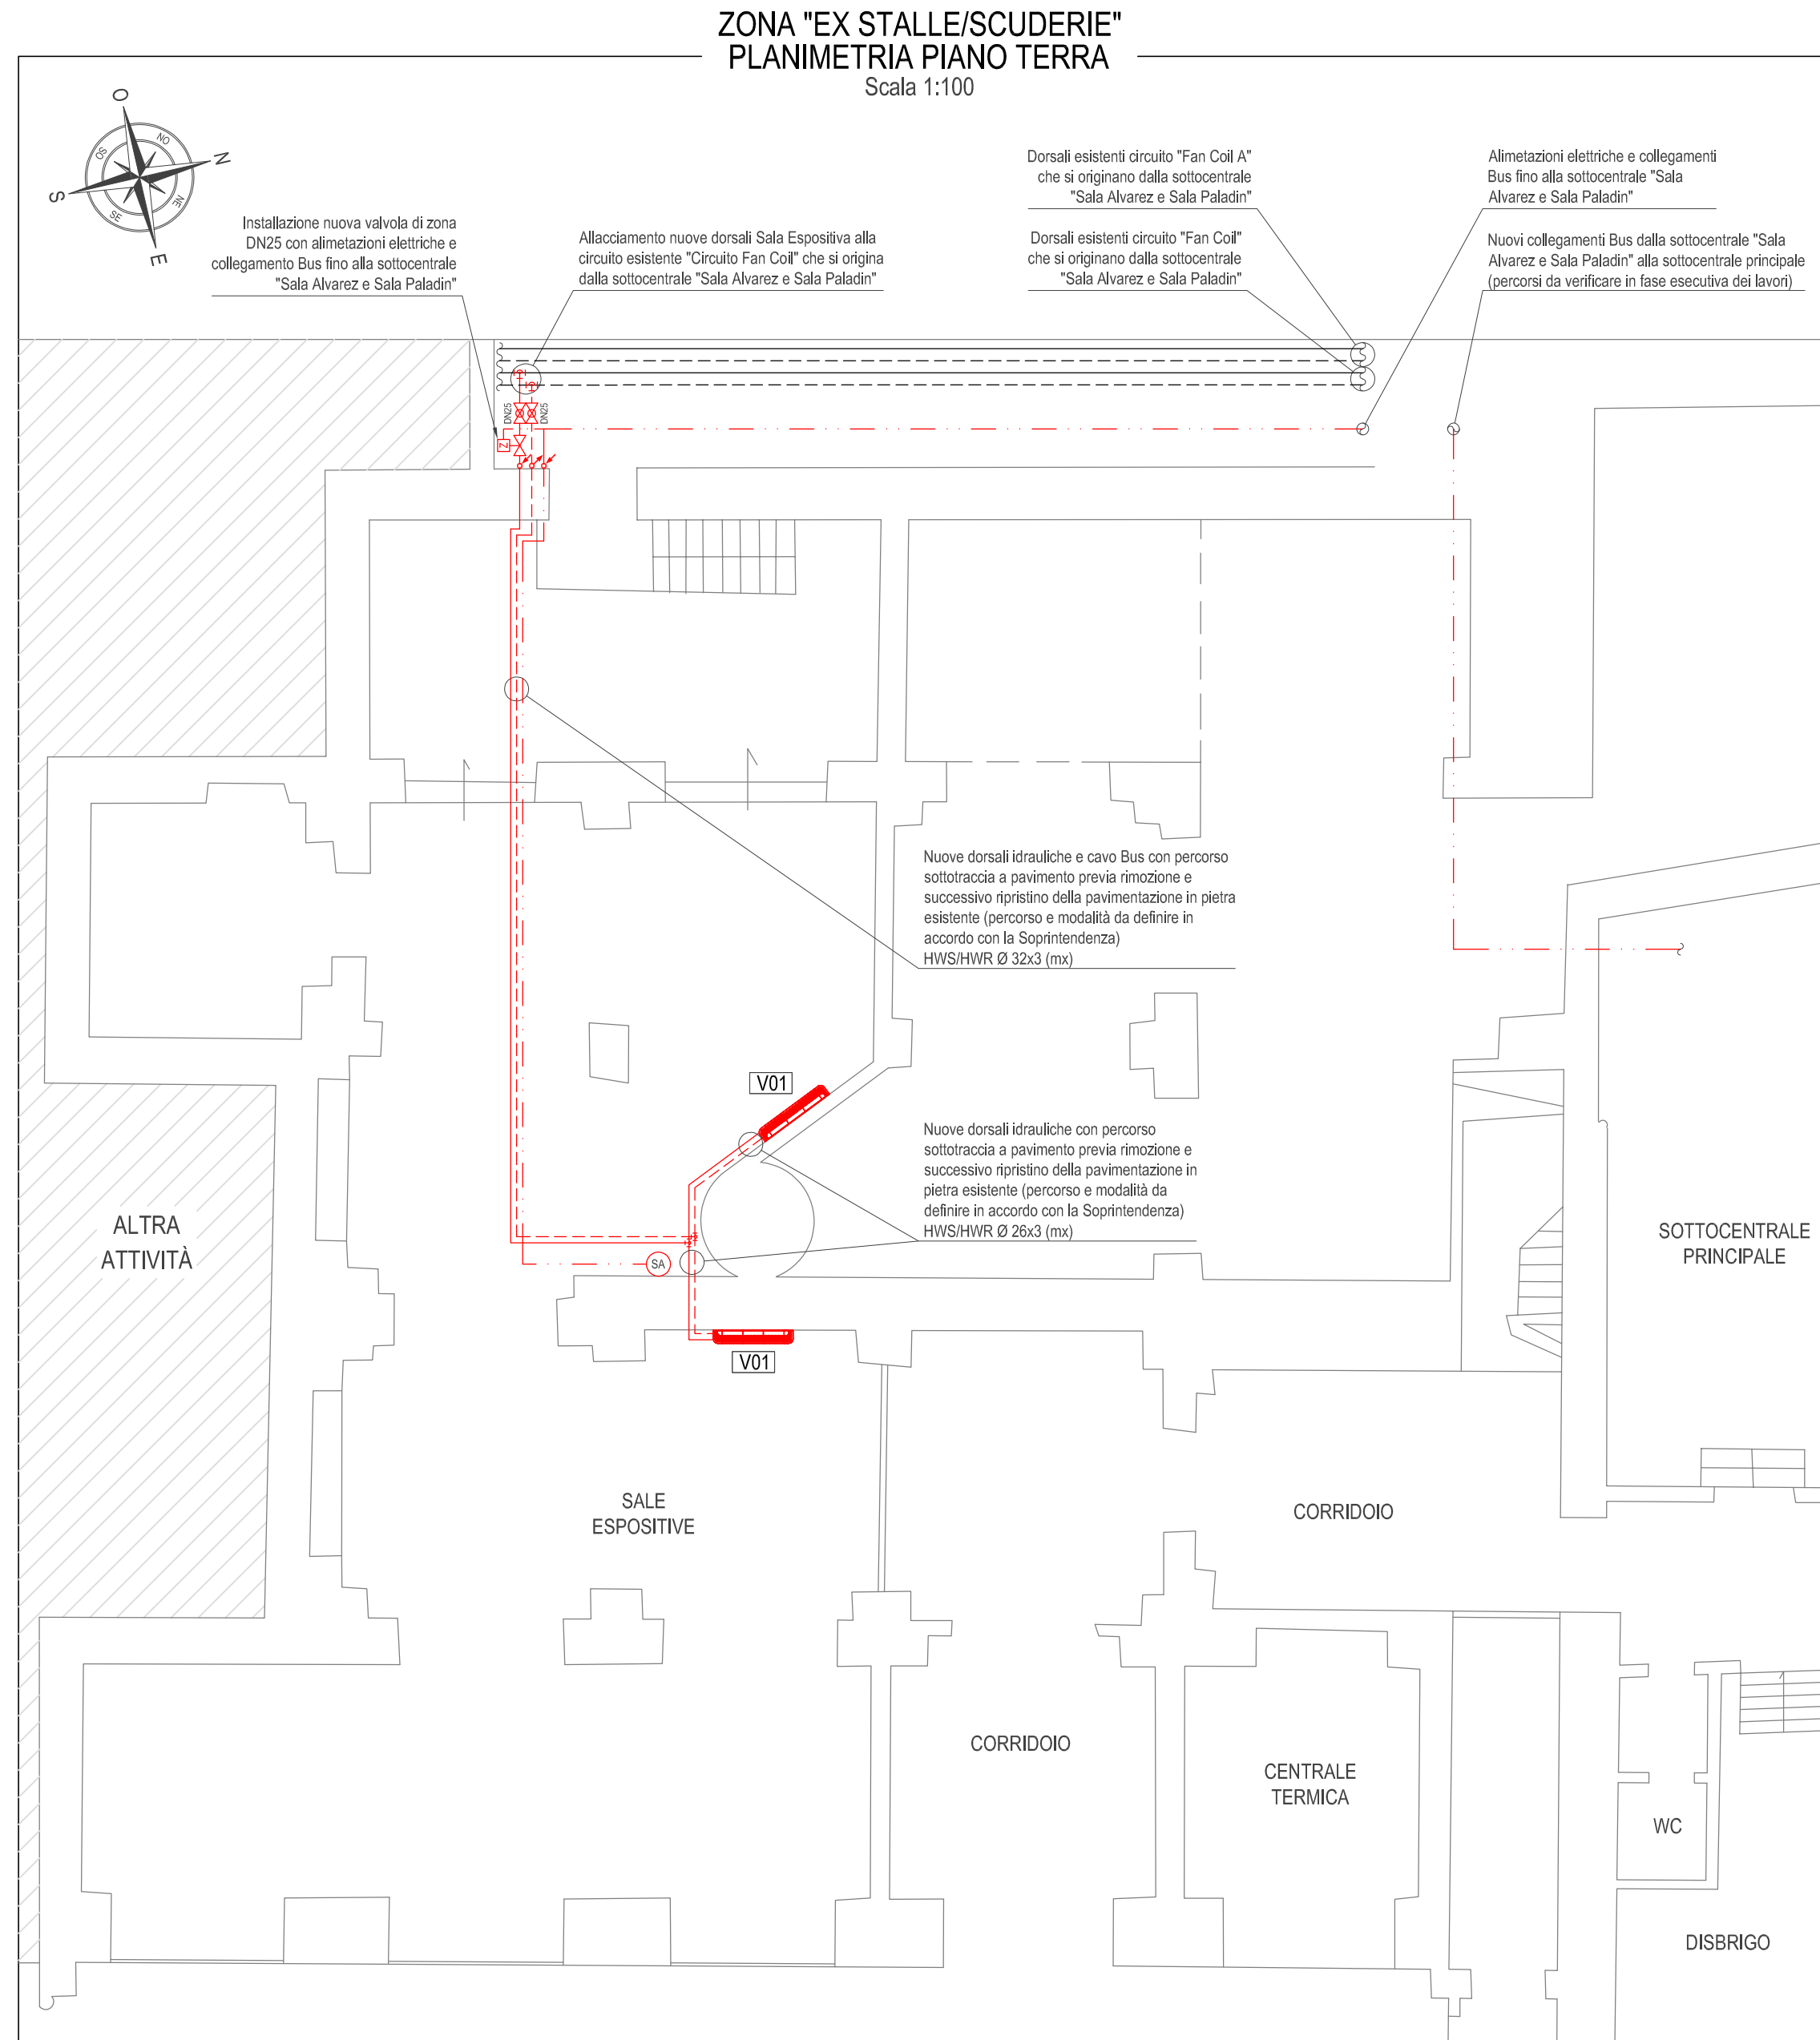 ZONA "EX STALLE/SCUDERIE"
PLANIMETRIA PIANO TERRA
Scala 1:100
O
NO
N
NE
E
SE
S
SO
Installazione nuova valvola di zona
DN25 con alimetazioni elettriche e
collegamento Bus fino alla sottocentrale
"Sala Alvarez e Sala Paladin"
Allacciamento nuove dorsali Sala Espositiva alla
circuito esistente "Circuito Fan Coil" che si origina
dalla sottocentrale "Sala Alvarez e Sala Paladin"
Dorsali esistenti circuito "Fan Coil A"
che si originano dalla sottocentrale
"Sala Alvarez e Sala Paladin"
Dorsali esistenti circuito "Fan Coil"
che si originano dalla sottocentrale
"Sala Alvarez e Sala Paladin"
Alimetazioni elettriche e collegamenti
Bus fino alla sottocentrale "Sala
Alvarez e Sala Paladin"
Nuovi collegamenti Bus dalla sottocentrale "Sala
Alvarez e Sala Paladin" alla sottocentrale principale
(percorsi da verificare in fase esecutiva dei lavori)
DN25
DN25
Z
Nuove dorsali idrauliche e cavo Bus con percorso
sottotraccia a pavimento previa rimozione e
successivo ripristino della pavimentazione in pietra
esistente (percorso e modalità da definire in
accordo con la Soprintendenza)
HWS/HWR Ø 32x3 (mx)
V01
Nuove dorsali idrauliche con percorso
sottotraccia a pavimento previa rimozione e
successivo ripristino della pavimentazione in
pietra esistente (percorso e modalità da
definire in accordo con la Soprintendenza)
HWS/HWR Ø 26x3 (mx)
ALTRA
ATTIVITÀ
SOTTOCENTRALE
PRINCIPALE
SA
V01
SALE
ESPOSITIVE
CORRIDOIO
CORRIDOIO
CENTRALE
TERMICA
WC
DISBRIGO